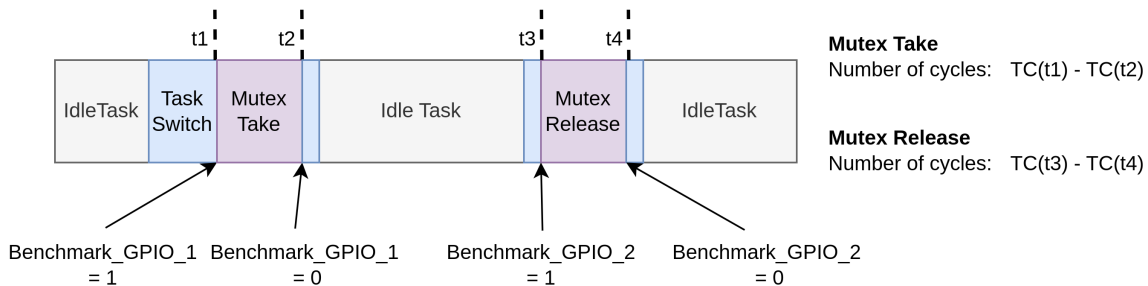 t1
t2
t3
t4
Mutex Take
Number of cycles: TC(t1) - TC(t2)
IdleTask
Task
Switch
Mutex
Take
Idle Task
Mutex
Release
IdleTask
Mutex Release
Number of cycles: TC(t3) - TC(t4)
Benchmark_GPIO_1
= 1
Benchmark_GPIO_1
= 0
Benchmark_GPIO_2
= 1
Benchmark_GPIO_2
= 0